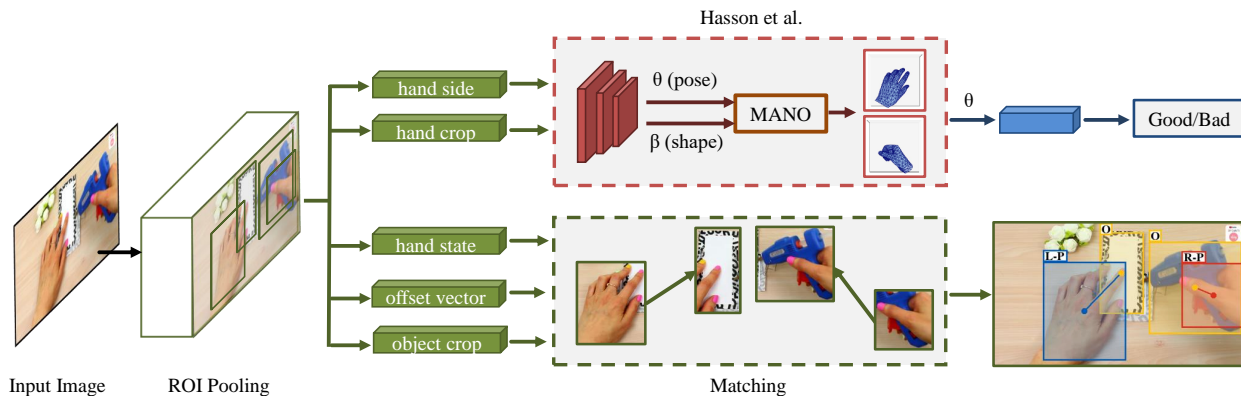 Hasson et al.
hand side
hand crop
θ (pose)
β (shape)
MANO
θ
Good/Bad
hand state
offset vector
object crop
O
O
L-P
R-P
Input Image
ROI Pooling
Matching